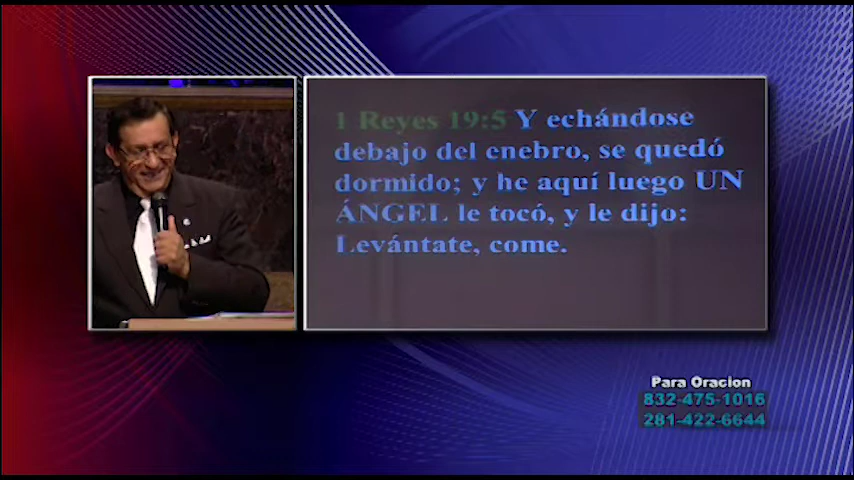 1 Reyes 19:5 Y echándose
debajo del enebro, se quedó
dormido; y he aquí luego UN
ÁNGEL le tocó, y le dijo:
Levántate, come.
Para Oracion
832-475-1016
281-422-6644